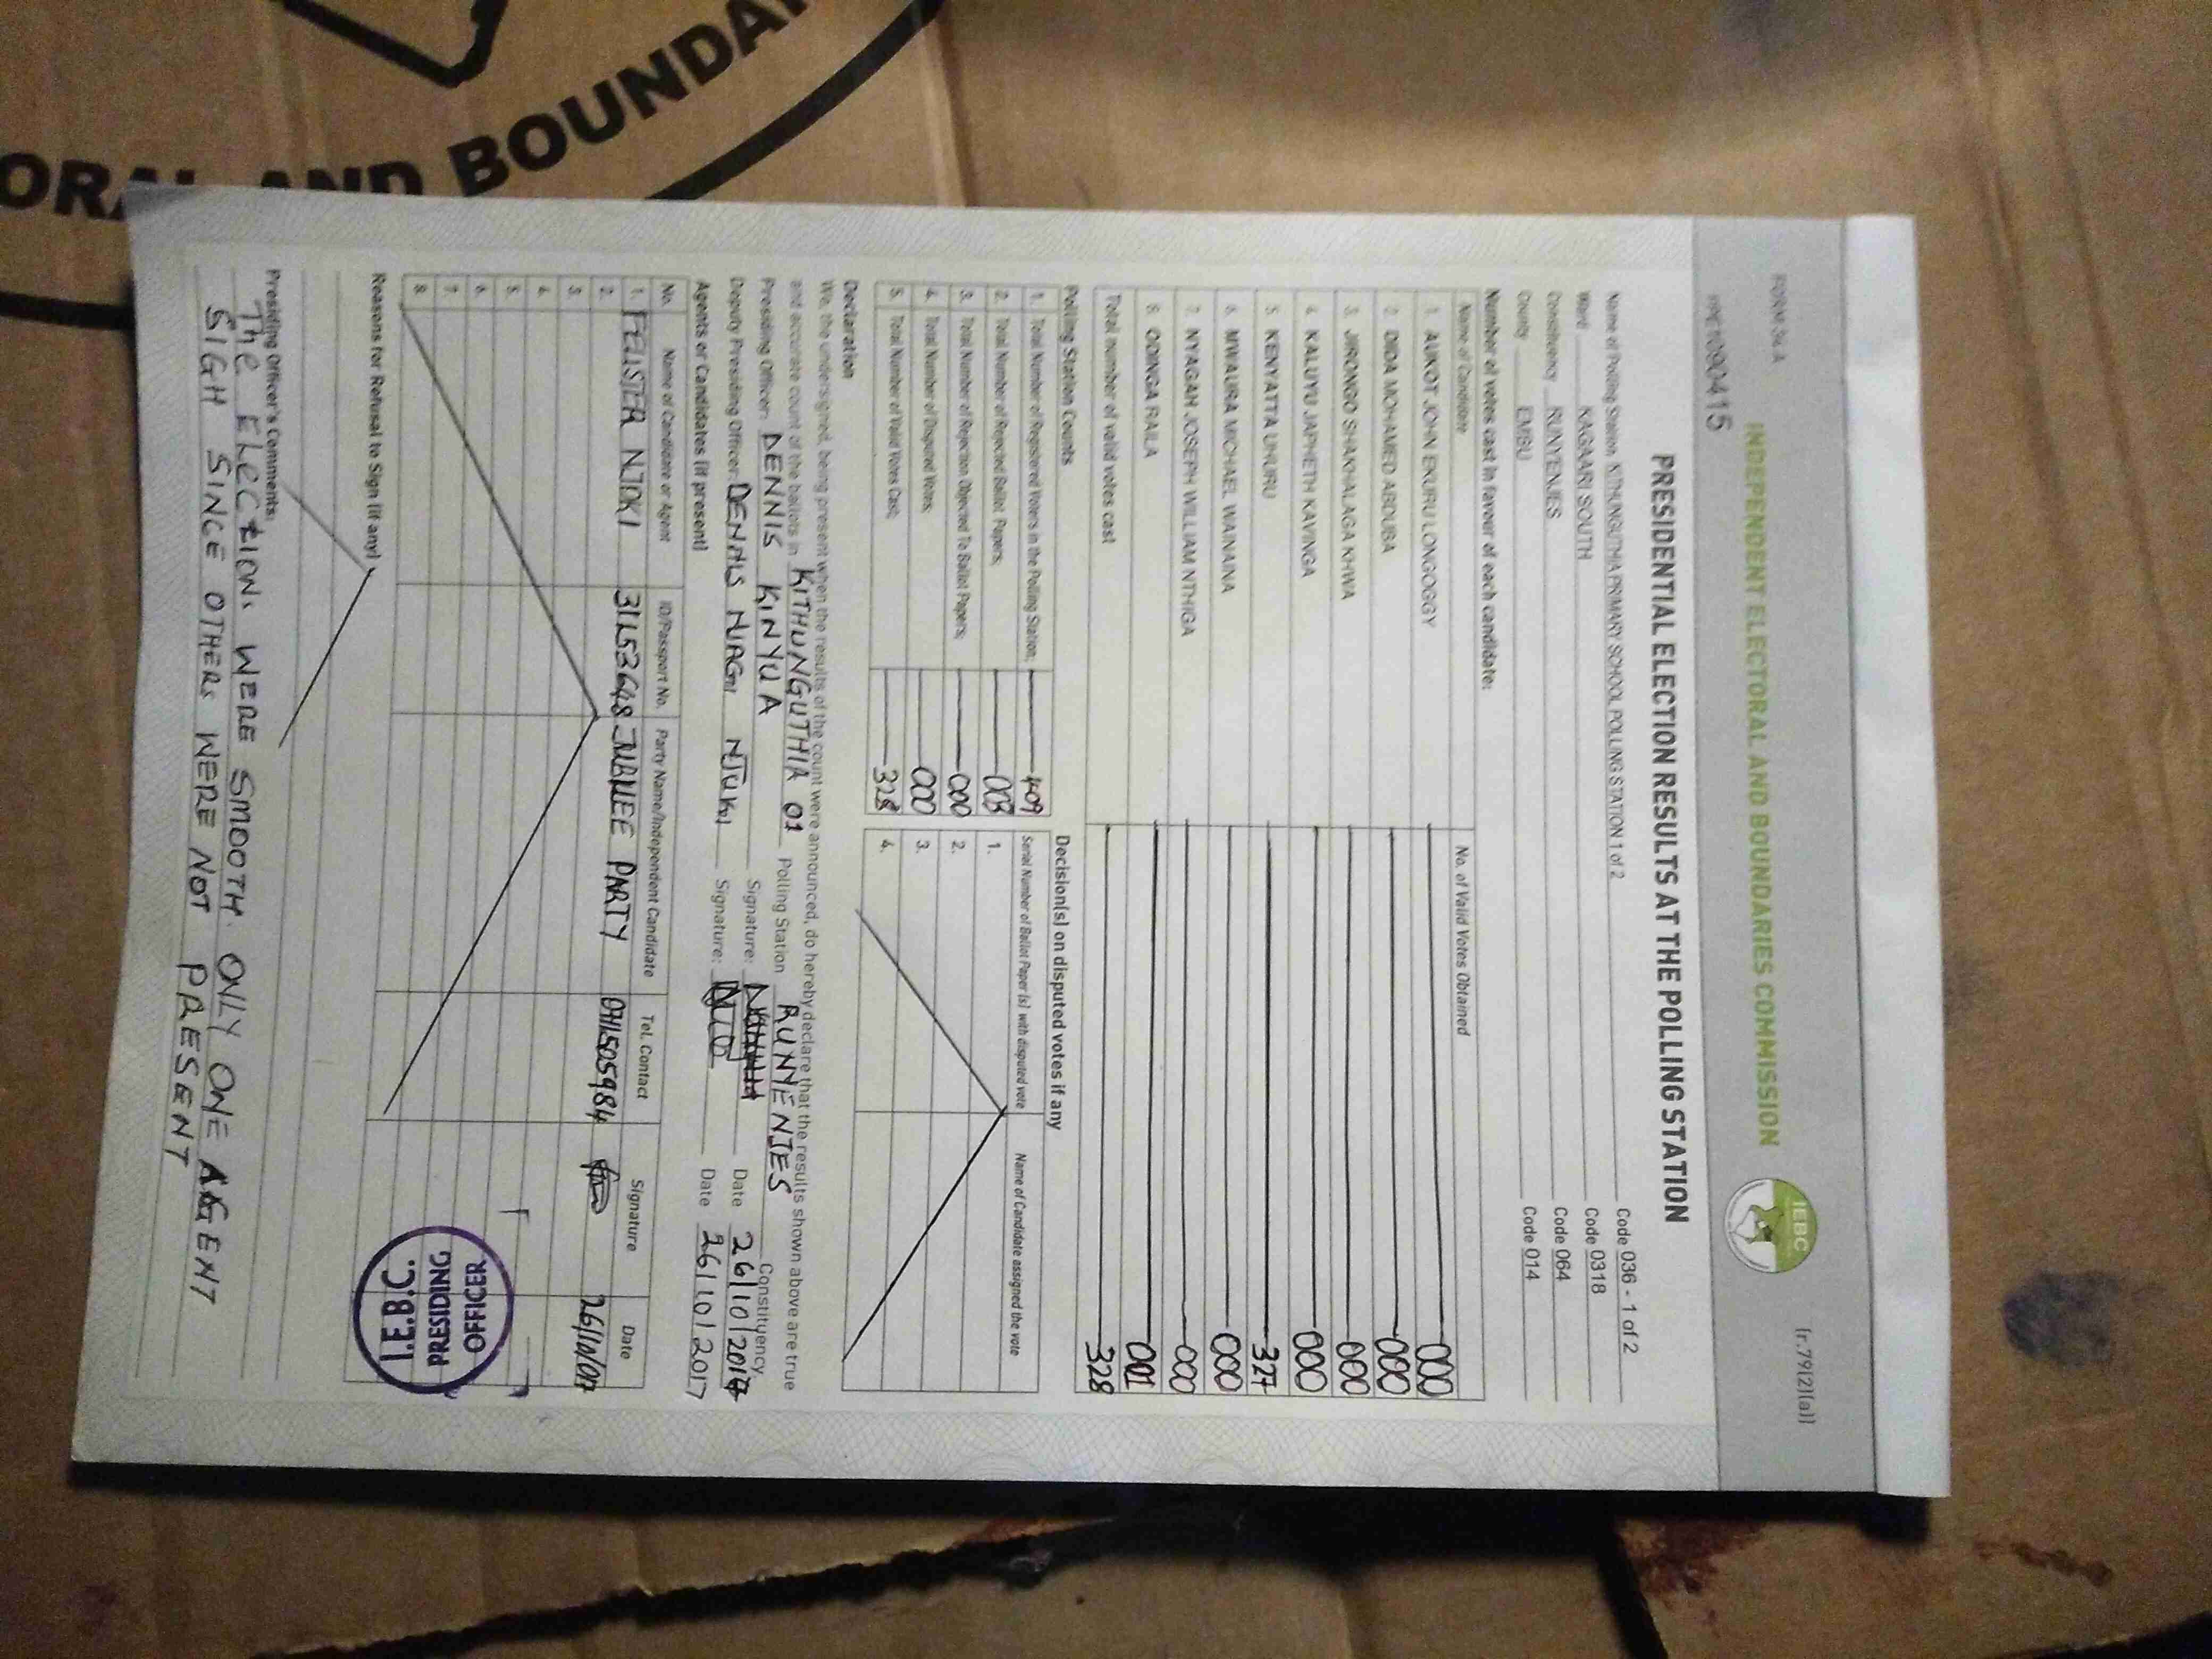 ORAL AND BOUNDA
FORM 34 A
(r.79(2)(a))
INDEPENDENT ELECTORAL AND BOUNDARIES COMMISSION
IEBC
090415
PRESIDENTIAL ELECTION RESULTS AT THE POLLING STATION
Name of Polling Station KITHUNGUTHIA PRIMARY SCHOOL POLLING STATION 1 of 2 Code 036 - 1 of 2
Ward KAGAARI SOUTH Code 0318
Constituency RUNYENJES Code 064
County EMBU Code 014
Number of votes cast in favour of each candidate:
Name of Candidate No. of Valid Votes Obtained
1. AUKOT JOHN EKURU LONGOGGY 000
2. DIDA MOHAMED ABDUBA 000
3. JIRONGO SHAKHALAGA KHWA 000
4. KALUYU JAPHETH KAVINGA 000
5. KENYATTA UHURU 327
6. MWAURA MICHAEL WAINAINA 000
7. NYAGAH JOSEPH WILLIAM NTHIGA 000
8. ODINGA RAILA 001
Total number of valid votes cast 328
Polling Station Counts
1. Total Number of Registered Voters in the Polling Station; 409
2. Total Number of Rejected Ballot Papers; 003
3. Total Number of Rejection Objected To Ballot Papers; 000
4. Total Number of Disputed Votes; 000
5. Total Number of Valid Votes Cast; 328
Decision(s) on disputed votes if any
Serial Number of Ballot Paper (s) with disputed vote Name of Candidate assigned the vote
1.
2.
3.
4.
Declaration
We, the undersigned, being present when the results of the count were announced, do hereby declare that the results shown above are true
and accurate count of the ballots in KITHUNGUTHIA 01 Polling Station RUNYENJES Constituency
Presiding Officer: DENNIS KINYUA Signature: Date 26/10/2017
Deputy Presiding Officer: DENNIS NJAGI NJUKI Signature: Date 26/10/2017
Agents or Candidates (if present)
No. Name of Candidate or Agent ID/Passport No. Party Name/Independent Candidate Tel. Contact Signature Date
1. FELISTER NJOKI 31153648 JUBILEE PARTY 071505984 26/10/017
2.
3.
4.
5.
6.
7.
8.
I.E.B.C.
PRESIDING
OFFICER
Reasons for Refusal to Sign (if any)
Presiding Officer's Comments:
The ELECTIONS WERE SMOOTH. ONLY ONE AGENT
SIGH SINCE OTHERS WERE NOT PRESENT